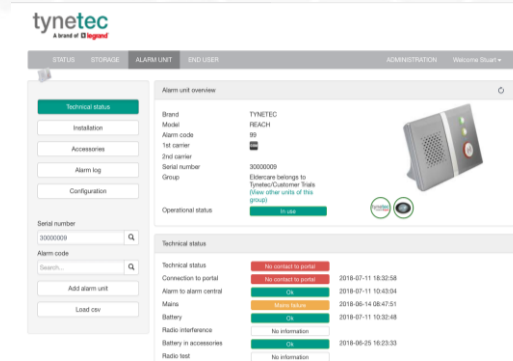 tynetec
A brand of legrand
STATUS STORAGE ALARM UNIT END USER ADMINISTRATION Welcome Stuart
Technical status
Installation
Accessories
Alarm log
Configuration
Serial number
30000009
Alarm code
Search...
Add alarm unit
Load csv
Alarm unit overview
Brand TYNETEC
Model REACH
Alarm code 99
1st carrier
2nd carrier
Serial number 30000009
Group Eldercare belongs to
Tynetec/Customer Trials
(View other units of this
group)
Operational status In use
tynetec
Technical status
Technical status No contact to portal
Connection to portal No contact to portal 2018-07-11 18:32:58
Alarm to alarm central Ok 2018-07-11 10:43:04
Mains Mains failure 2018-06-14 08:47:51
Battery Ok 2018-07-11 10:32:48
Radio interference No information
Battery in accessories Ok 2018-06-25 16:23:33
Radio test No information